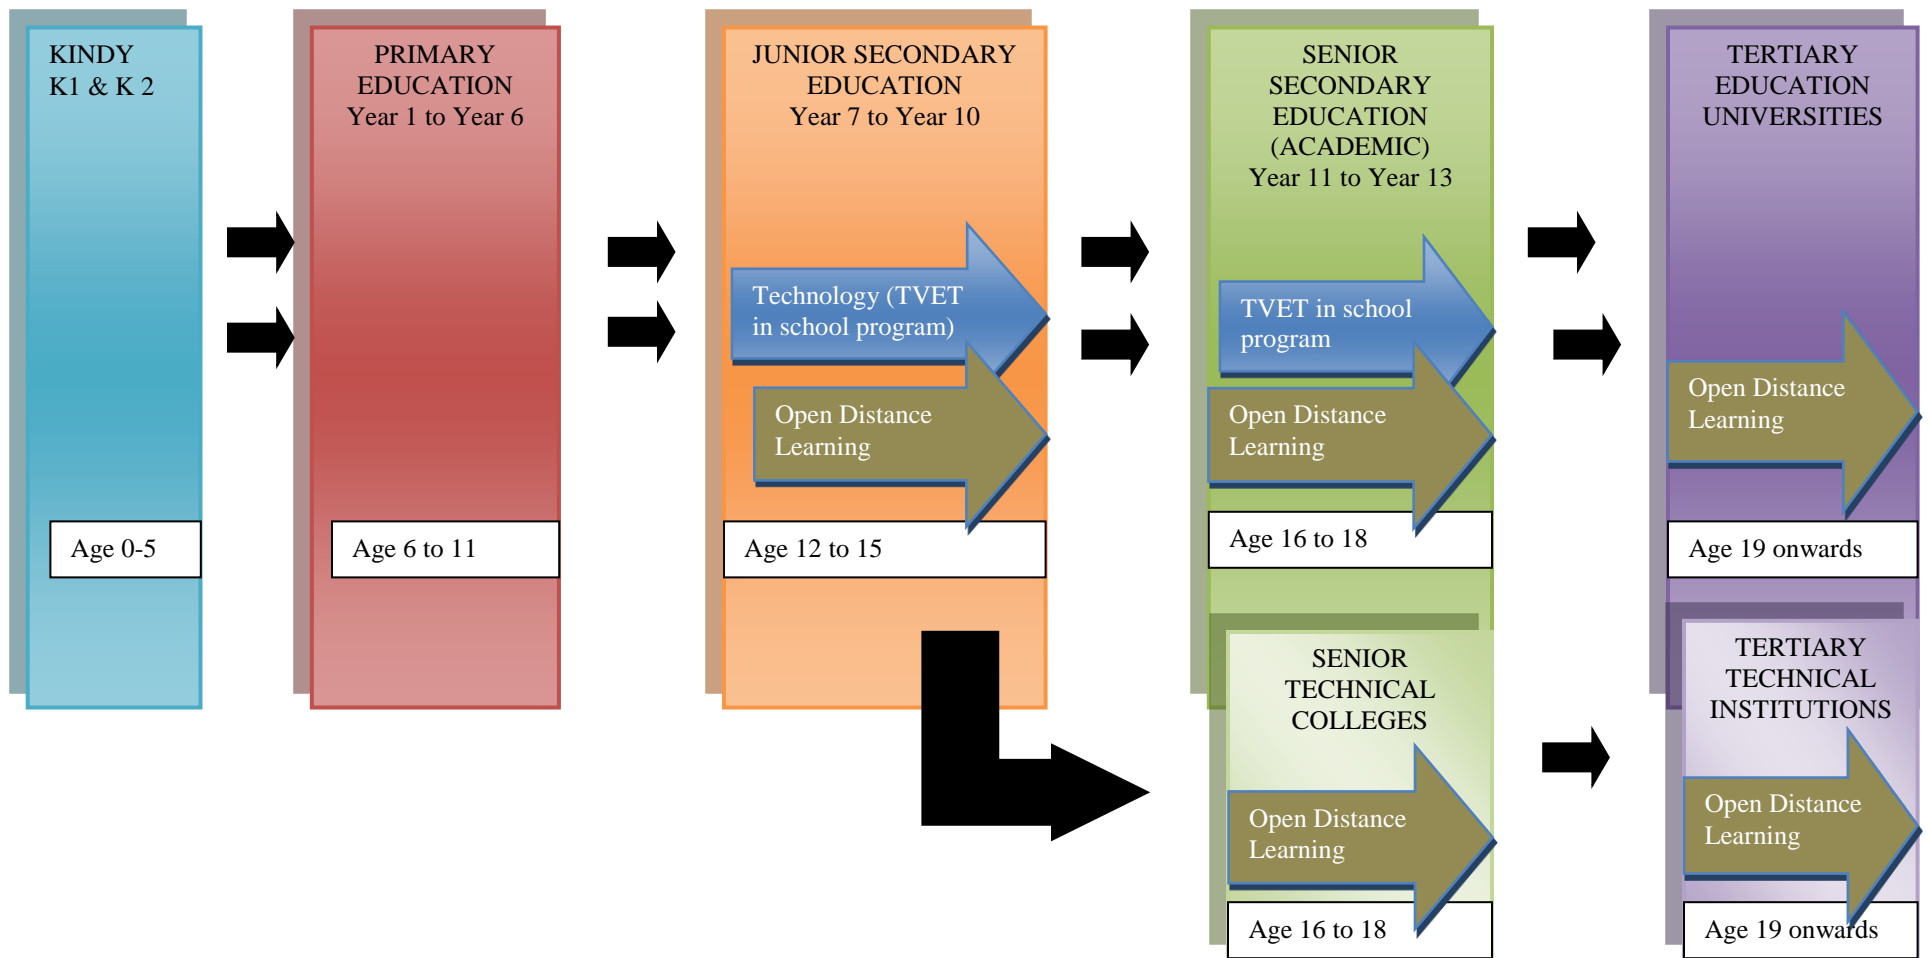 KINDY
K1 & K 2
Age 0-5
PRIMARY
EDUCATION
Year 1 to Year 6
Age 6 to 11
JUNIOR SECONDARY
EDUCATION
Year 7 to Year 10
Technology (TVET
in school program)
Open Distance
Learning
Age 12 to 15
SENIOR
SECONDARY
EDUCATION
(ACADEMIC)
Year 11 to Year 13
TVET in school
program
Open Distance
Learning
Age 16 to 18
SENIOR
TECHNICAL
COLLEGES
Open Distance
Learning
Age 16 to 18
TERTIARY
EDUCATION
UNIVERSITIES
Open Distance
Learning
Age 19 onwards
TERTIARY
TECHNICAL
INSTITUTIONS
Open Distance
Learning
Age 19 onwards